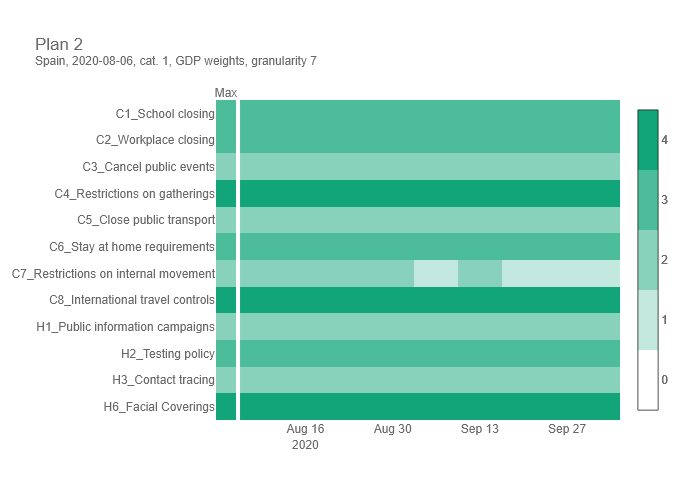 Plan 2
Spain, 2020-08-06, cat. 1, GDP weights, granularity 7
Max
C1_School closing
C2_Workplace closing
C3_Cancel public events
C4_Restrictions on gatherings
C5_Close public transport
C6_Stay at home requirements
C7_Restrictions on internal movement
C8_International travel controls
H1_Public information campaigns
H2_Testing policy
H3_Contact tracing
H6_Facial Coverings
Aug 16 Aug 30 Sep 13 Sep 27
2020
4
3
2
1
0